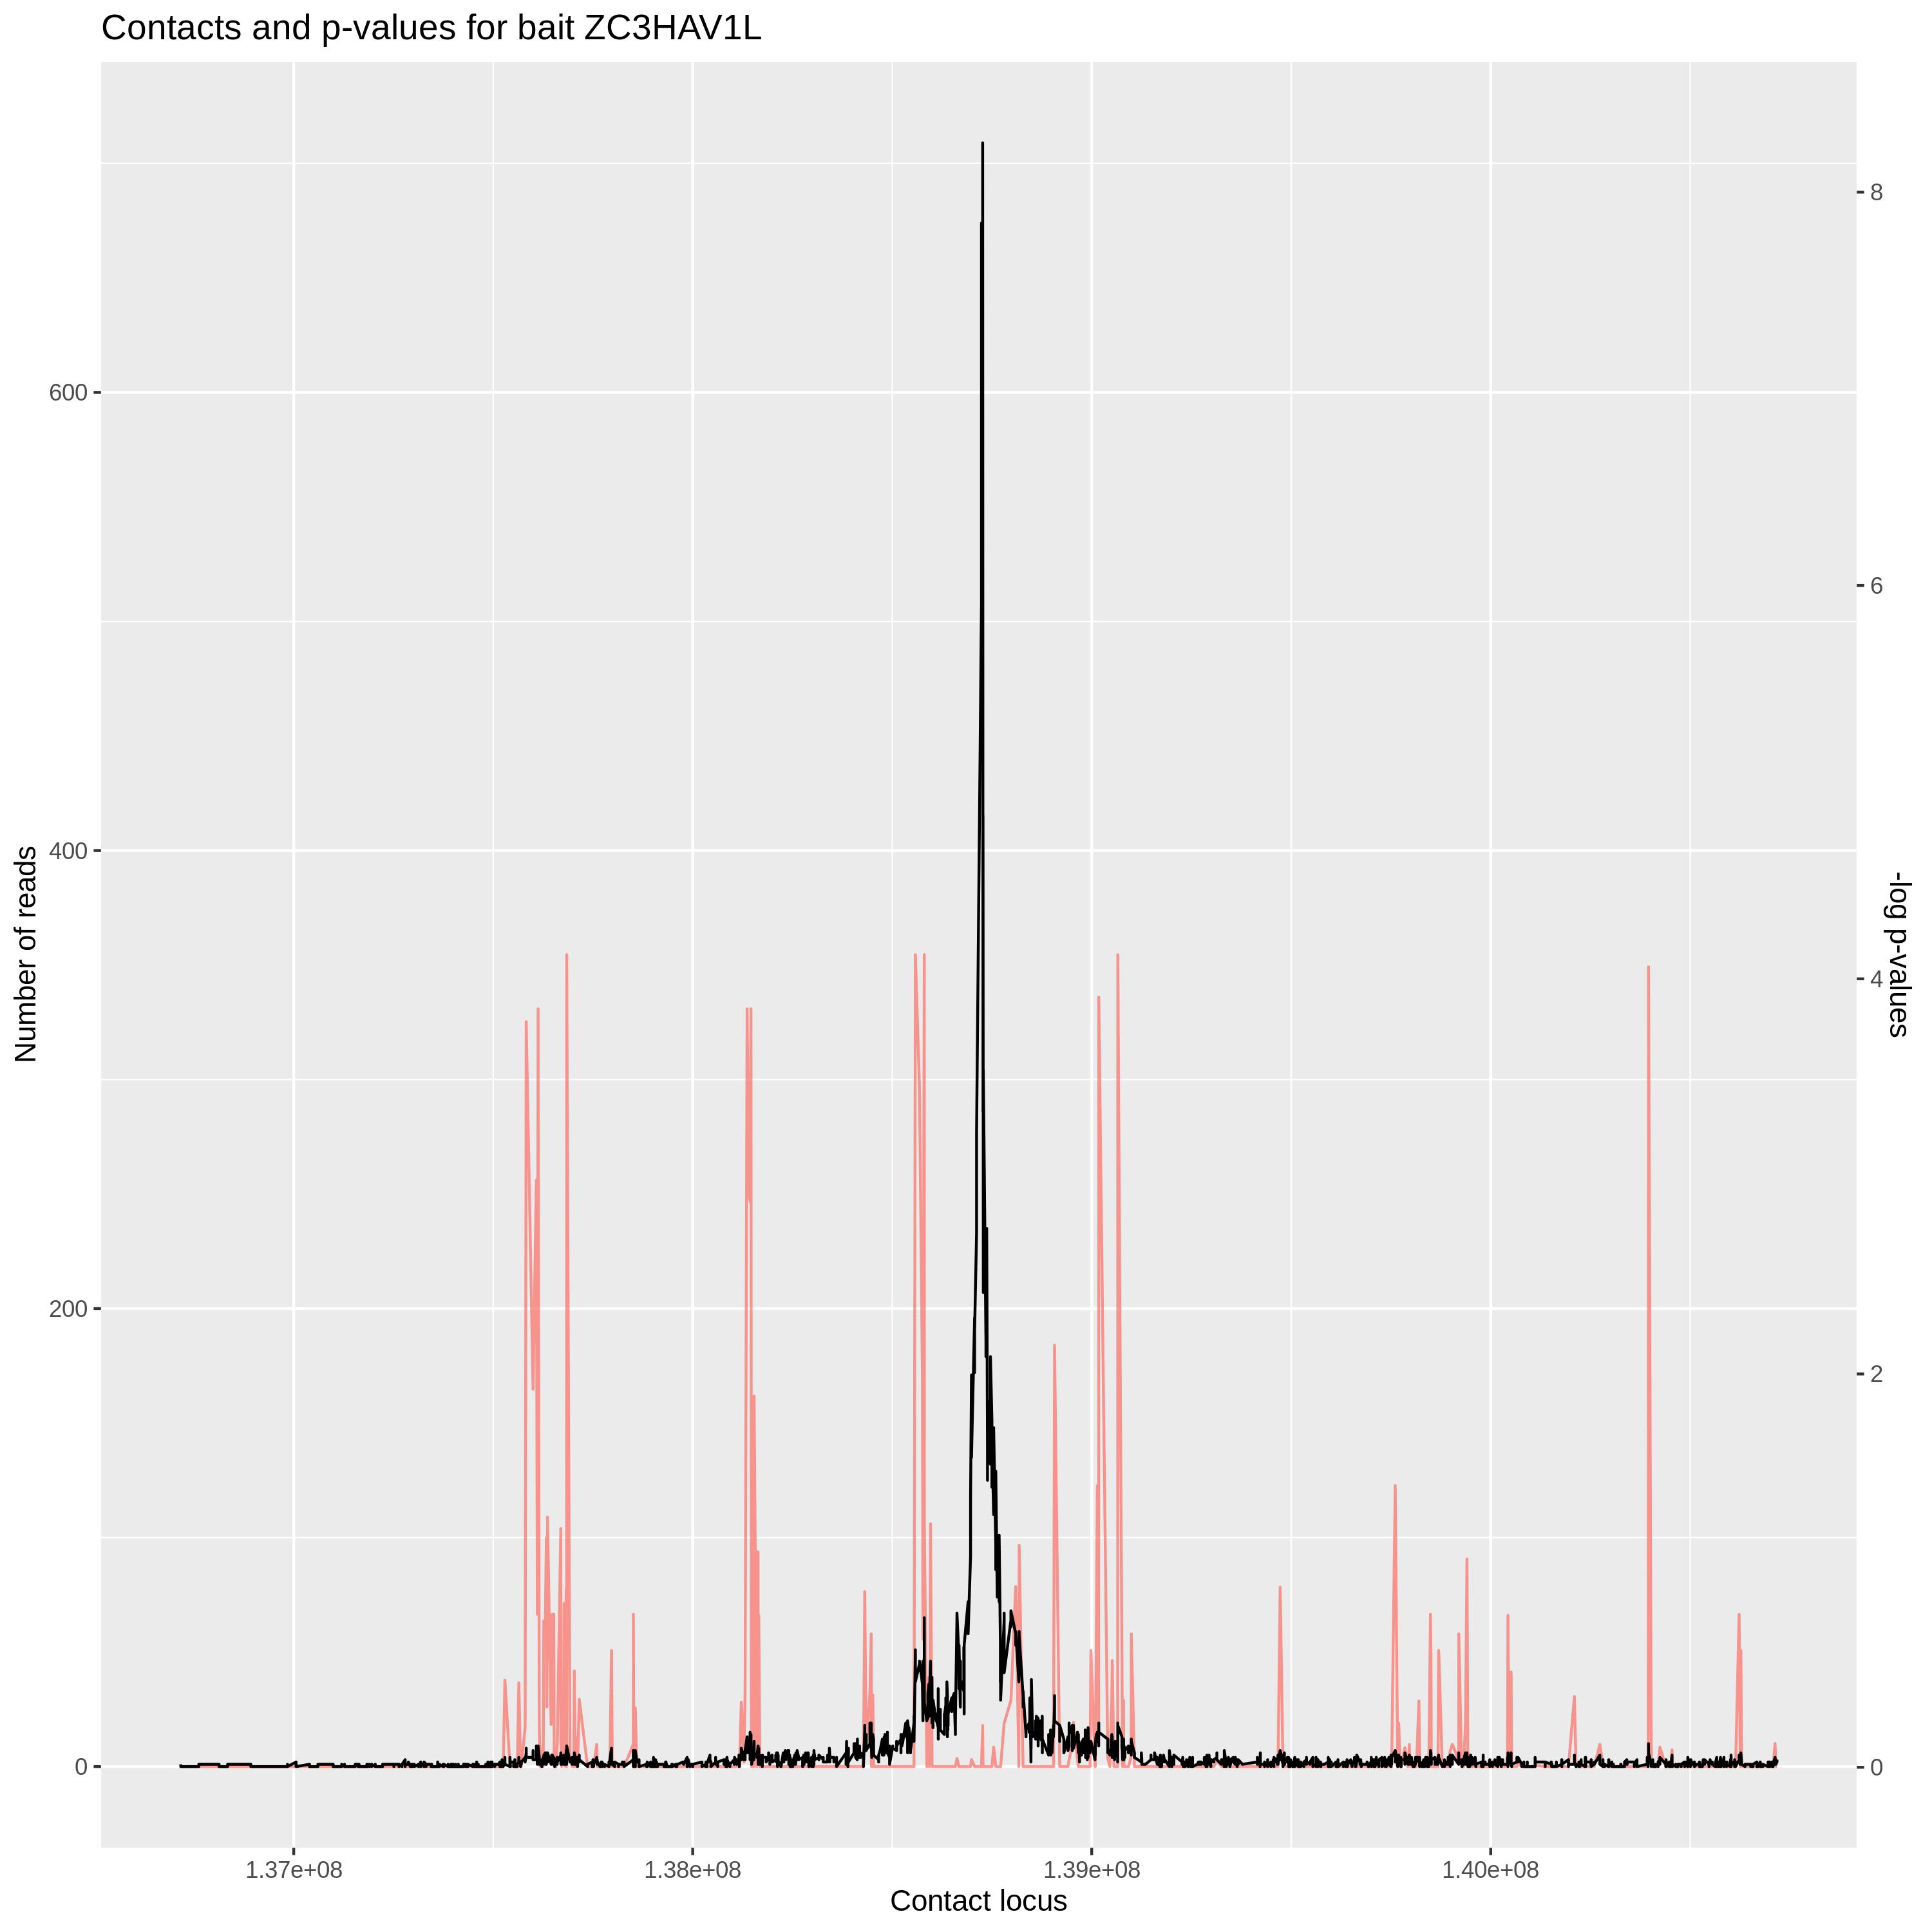 Contacts and p-values for bait ZC3HAV1L
Number of reads
600
400
200
0
8
6
4
2
0
-log p-values
1.37e+08
1.38e+08
1.39e+08
1.40e+08
Contact locus